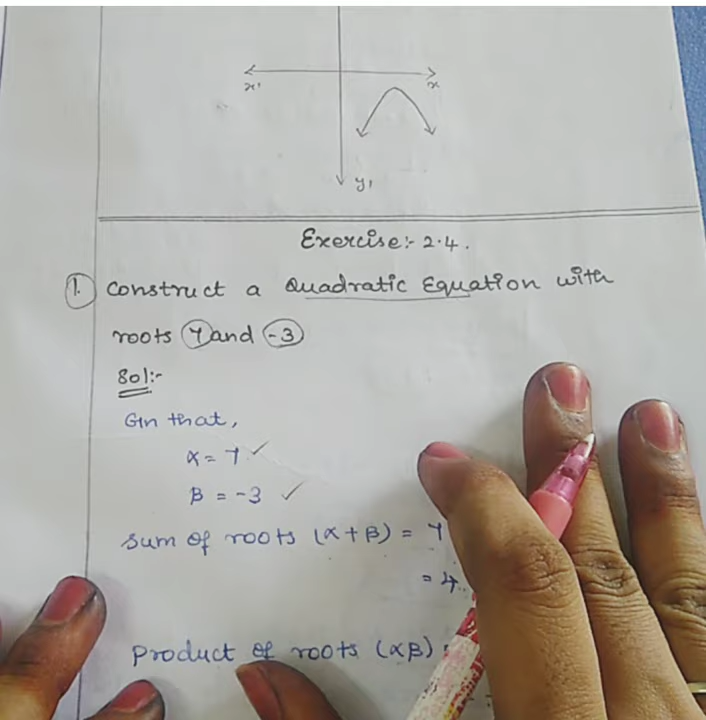 x' x
y'
Exercise:- 2.4.
1. Construct a Quadratic Equation with
roots 7 and -3
Sol:-
Gn that,
α = 7 ✓
β = -3 ✓
Sum of roots (α+β) = 7
= 4
Product of roots (αβ) =